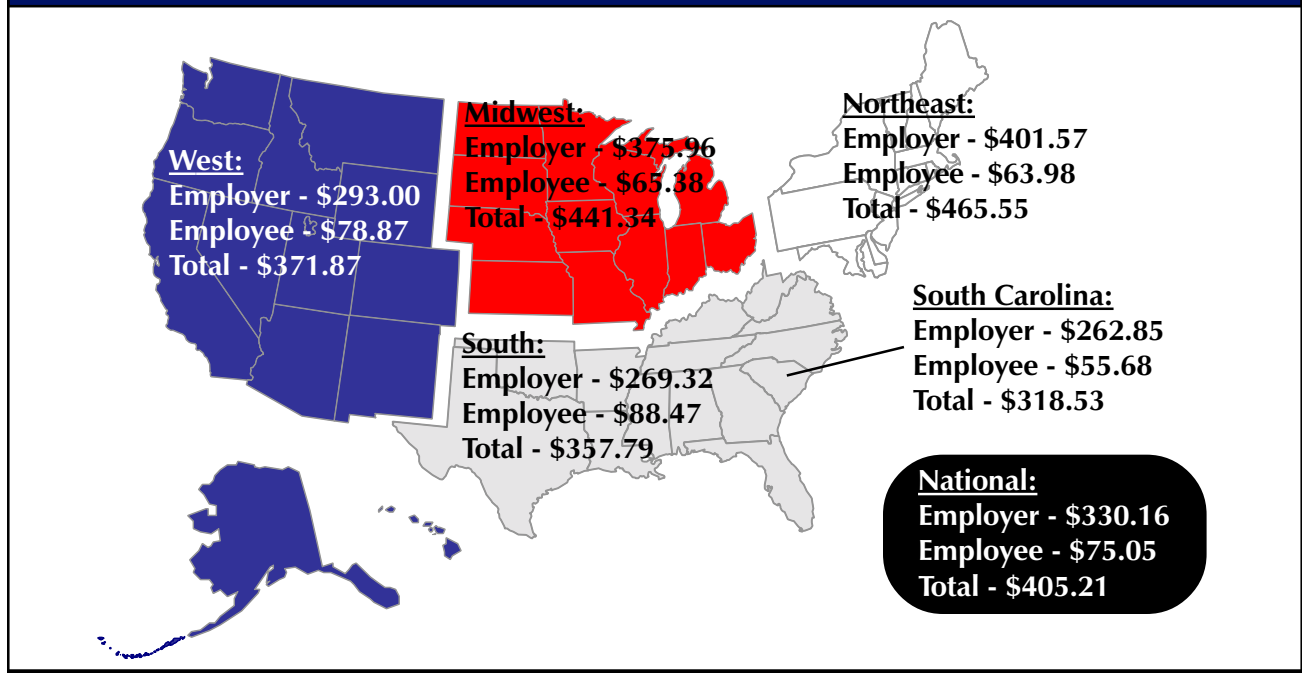 West:
Employer - $293.00
Employee - $78.87
Total - $371.87
Midwest:
Employer - $375.96
Employee - $65.38
Total - $441.34
Northeast:
Employer - $401.57
Employee - $63.98
Total - $465.55
South:
Employer - $269.32
Employee - $88.47
Total - $357.79
South Carolina:
Employer - $262.85
Employee - $55.68
Total - $318.53
National:
Employer - $330.16
Employee - $75.05
Total - $405.21